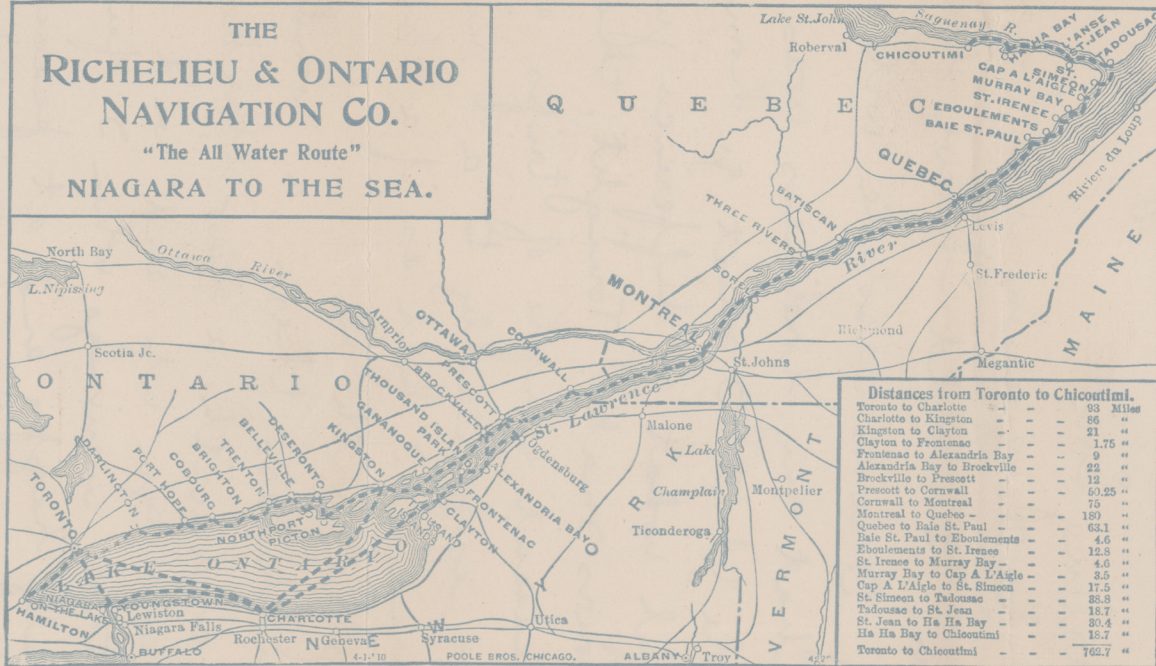 THE
RICHELIEU & ONTARIO
NAVIGATION CO.
"The All Water Route"
NIAGARA TO THE SEA.
Lake St. John
Saguenay R.
Roberval
CHICOUTIMI
HA HA BAY
L'ANSE
ST. JEAN
TADOUSAC
ST. SIMEON
CAP A L'AIGLE
MURRAY BAY
ST. IRENEE
EBOULEMENTS
BAIE ST. PAUL
QUEBEC
QUEBEC
Riviere du Loup
Levis
St. Frederic
MAINE
Megantic
Richmond
BATISCAN
THREE RIVERS
SOREL
River
MONTREAL
St. Johns
North Bay
L. Nipissing
Ottawa River
Arnprior
OTTAWA
CORNWALL
Scotia Jc.
ONTARIO
PRESCOTT
BROCKVILLE
THOUSAND ISLAND PARK
GANANOQUE
KINGSTON
DESERONTO
BELLEVILLE
TRENTON
BRIGHTON
COBOURG
PORT HOPE
DARLINGTON
TORONTO
St. Lawrence
Ogdensburg
ALEXANDRIA BAY
FRONTENAC
CLAYTON
NORTHPORT
PICTON
LAKE ONTARIO
Malone
Lake Champlain
Montpelier
Ticonderoga
VERMONT
NEW YORK
NIAGARA ON THE LAKE
YOUNGSTOWN
Lewiston
HAMILTON
Niagara Falls
BUFFALO
CHARLOTTE
Rochester
Geneva
Syracuse
Utica
ALBANY
Troy
4-1-'10
POOLE BROS. CHICAGO.
Distances from Toronto to Chicoutimi.
Toronto to Charlotte - - - 93 Miles
Charlotte to Kingston - - - 86 "
Kingston to Clayton - - - 21 "
Clayton to Frontenac - - - 1.75 "
Frontenac to Alexandria Bay - - - 9 "
Alexandria Bay to Brockville - - - 22 "
Brockville to Prescott - - - 12 "
Prescott to Cornwall - - - 50.25 "
Cornwall to Montreal - - - 75 "
Montreal to Quebec - - - - 180 "
Quebec to Baie St. Paul - - - 63.1 "
Baie St. Paul to Eboulements - - - 4.6 "
Eboulements to St. Irenee - - - 12.8 "
St. Irenee to Murray Bay - - - - 4.6 "
Murray Bay to Cap A L'Aigle - - - 3.5 "
Cap A L'Aigle to St. Simeon - - - 17.5 "
St. Simeon to Tadousac - - - 38.8 "
Tadousac to St. Jean - - - 18.7 "
St. Jean to Ha Ha Bay - - - 30.4 "
Ha Ha Bay to Chicoutimi - - - 18.7 "
Toronto to Chicoutimi - - - 762.7 "